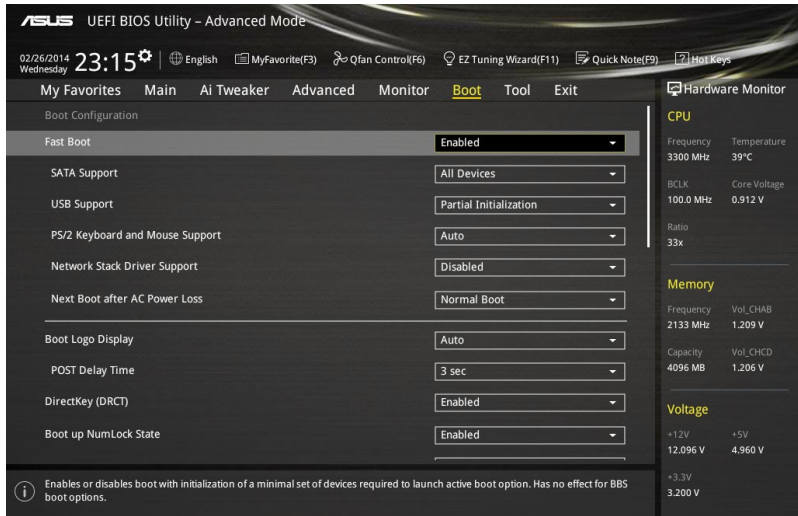 ASUS UEFI BIOS Utility – Advanced Mode
02/26/2014
Wednesday
23:15
English
MyFavorite(F3)
Qfan Control(F6)
EZ Tuning Wizard(F11)
Quick Note(F9)
? Hot Keys
My Favorites Main Ai Tweaker Advanced Monitor Boot Tool Exit
Boot Configuration
Fast Boot Enabled
SATA Support All Devices
USB Support Partial Initialization
PS/2 Keyboard and Mouse Support Auto
Network Stack Driver Support Disabled
Next Boot after AC Power Loss Normal Boot
Boot Logo Display Auto
POST Delay Time 3 sec
DirectKey (DRCT) Enabled
Boot up NumLock State Enabled
Enables or disables boot with initialization of a minimal set of devices required to launch active boot option. Has no effect for BBS
boot options.
Hardware Monitor
CPU
Frequency Temperature
3300 MHz 39°C
BCLK Core Voltage
100.0 MHz 0.912 V
Ratio
33x
Memory
Frequency Vol_CHAB
2133 MHz 1.209 V
Capacity Vol_CHCD
4096 MB 1.206 V
Voltage
+12V +5V
12.096 V 4.960 V
+3.3V
3.200 V